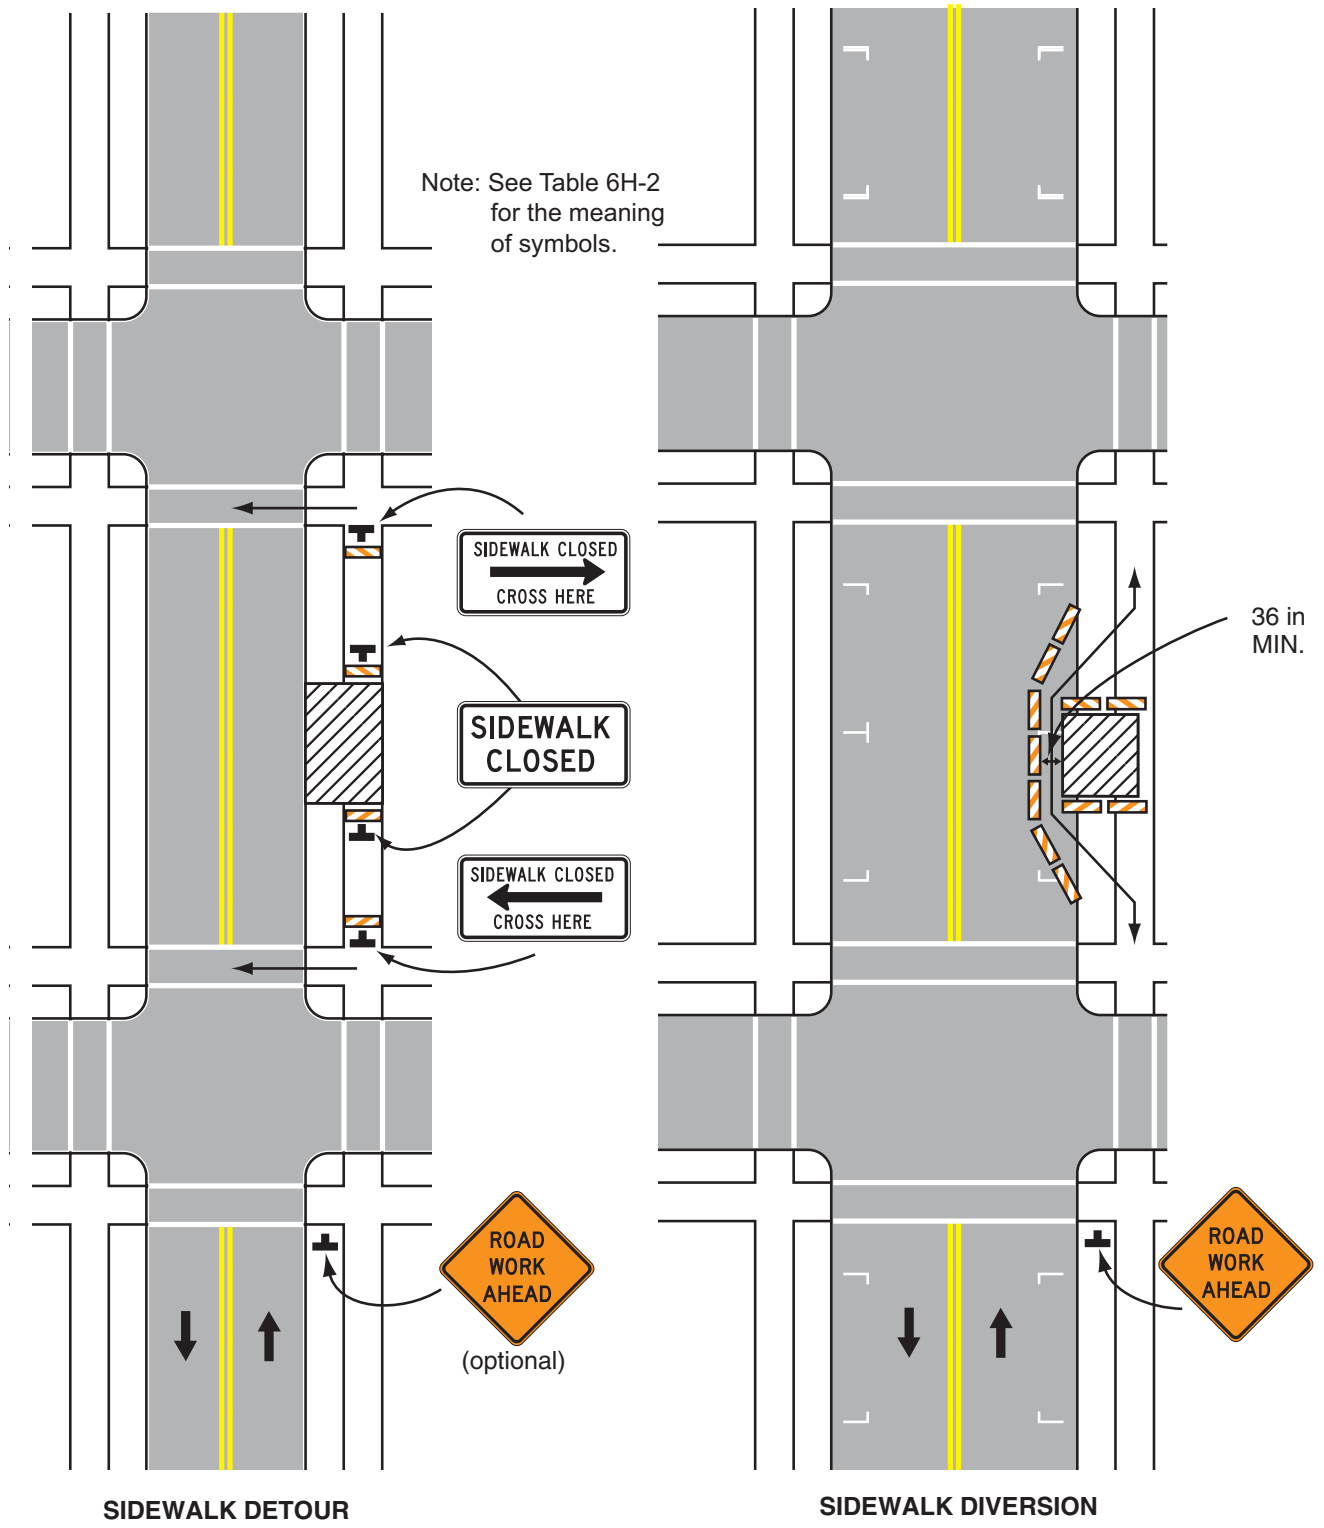 Note: See Table 6H-2
for the meaning
of symbols.
SIDEWALK CLOSED
CROSS HERE
36 in
MIN.
SIDEWALK
CLOSED
SIDEWALK CLOSED
CROSS HERE
ROAD
WORK
AHEAD
(optional)
ROAD
WORK
AHEAD
SIDEWALK DETOUR
SIDEWALK DIVERSION